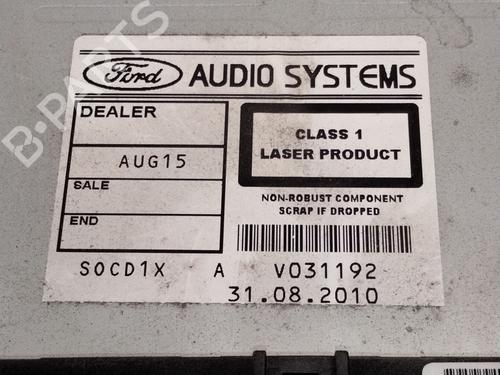 Ford AUDIO SYSTEMS
DEALER
AUG15
SALE
END
CLASS 1
LASER PRODUCT
NON-ROBUST COMPONENT
SCRAP IF DROPPED
SOCD1X A V031192
31.08.2010
B-PARTS